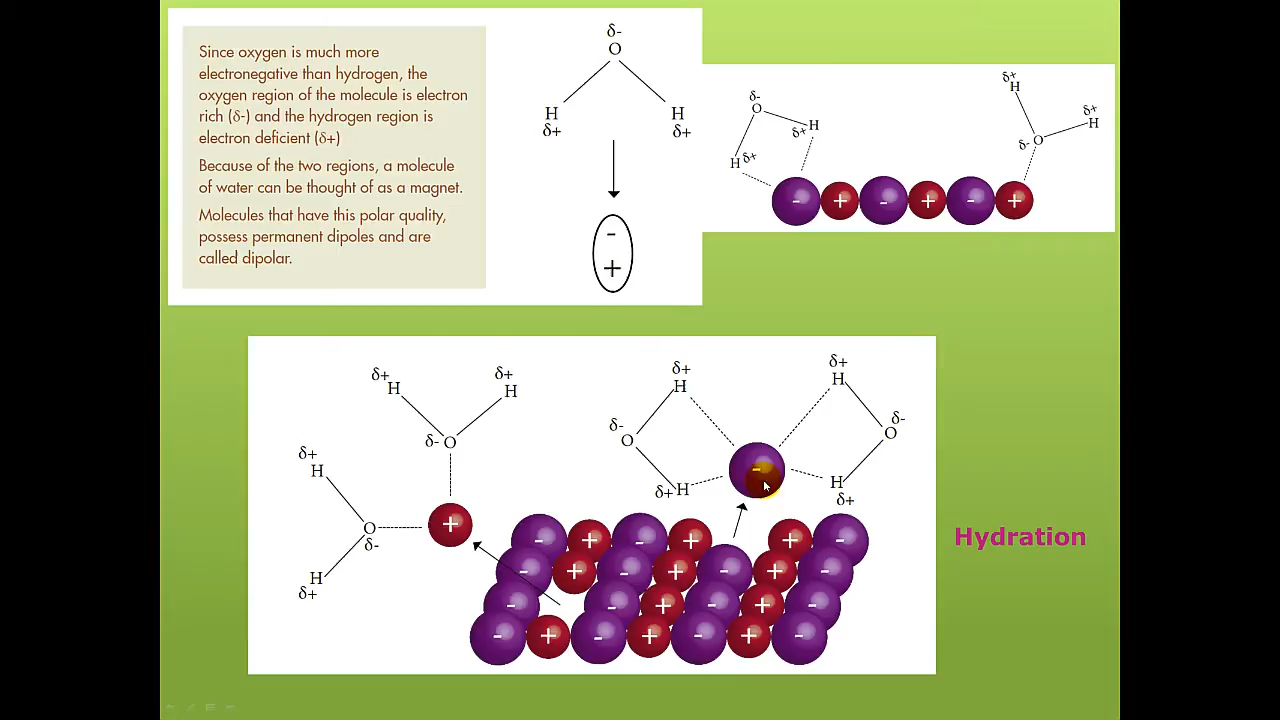 Since oxygen is much more
electronegative than hydrogen, the
oxygen region of the molecule is electron
rich (δ-) and the hydrogen region is
electron deficient (δ+)
Because of the two regions, a molecule
of water can be thought of as a magnet.
Molecules that have this polar quality,
possess permanent dipoles and are
called dipolar.
δ-
O
H H
δ+ δ+
-
+
δ-
O
H
δ+
H δ+
δ+
H
δ+
H
δ- O
- + - + - +
δ+ δ+
H H
δ- O
δ+
H
O
δ-
H
δ+
+
δ+
H
δ-
O
δ+ H
-
δ+
H
δ-
O
H
δ+
- + - + + -
- + - + - + -
- - + - + -
- + - + - + -
Hydration